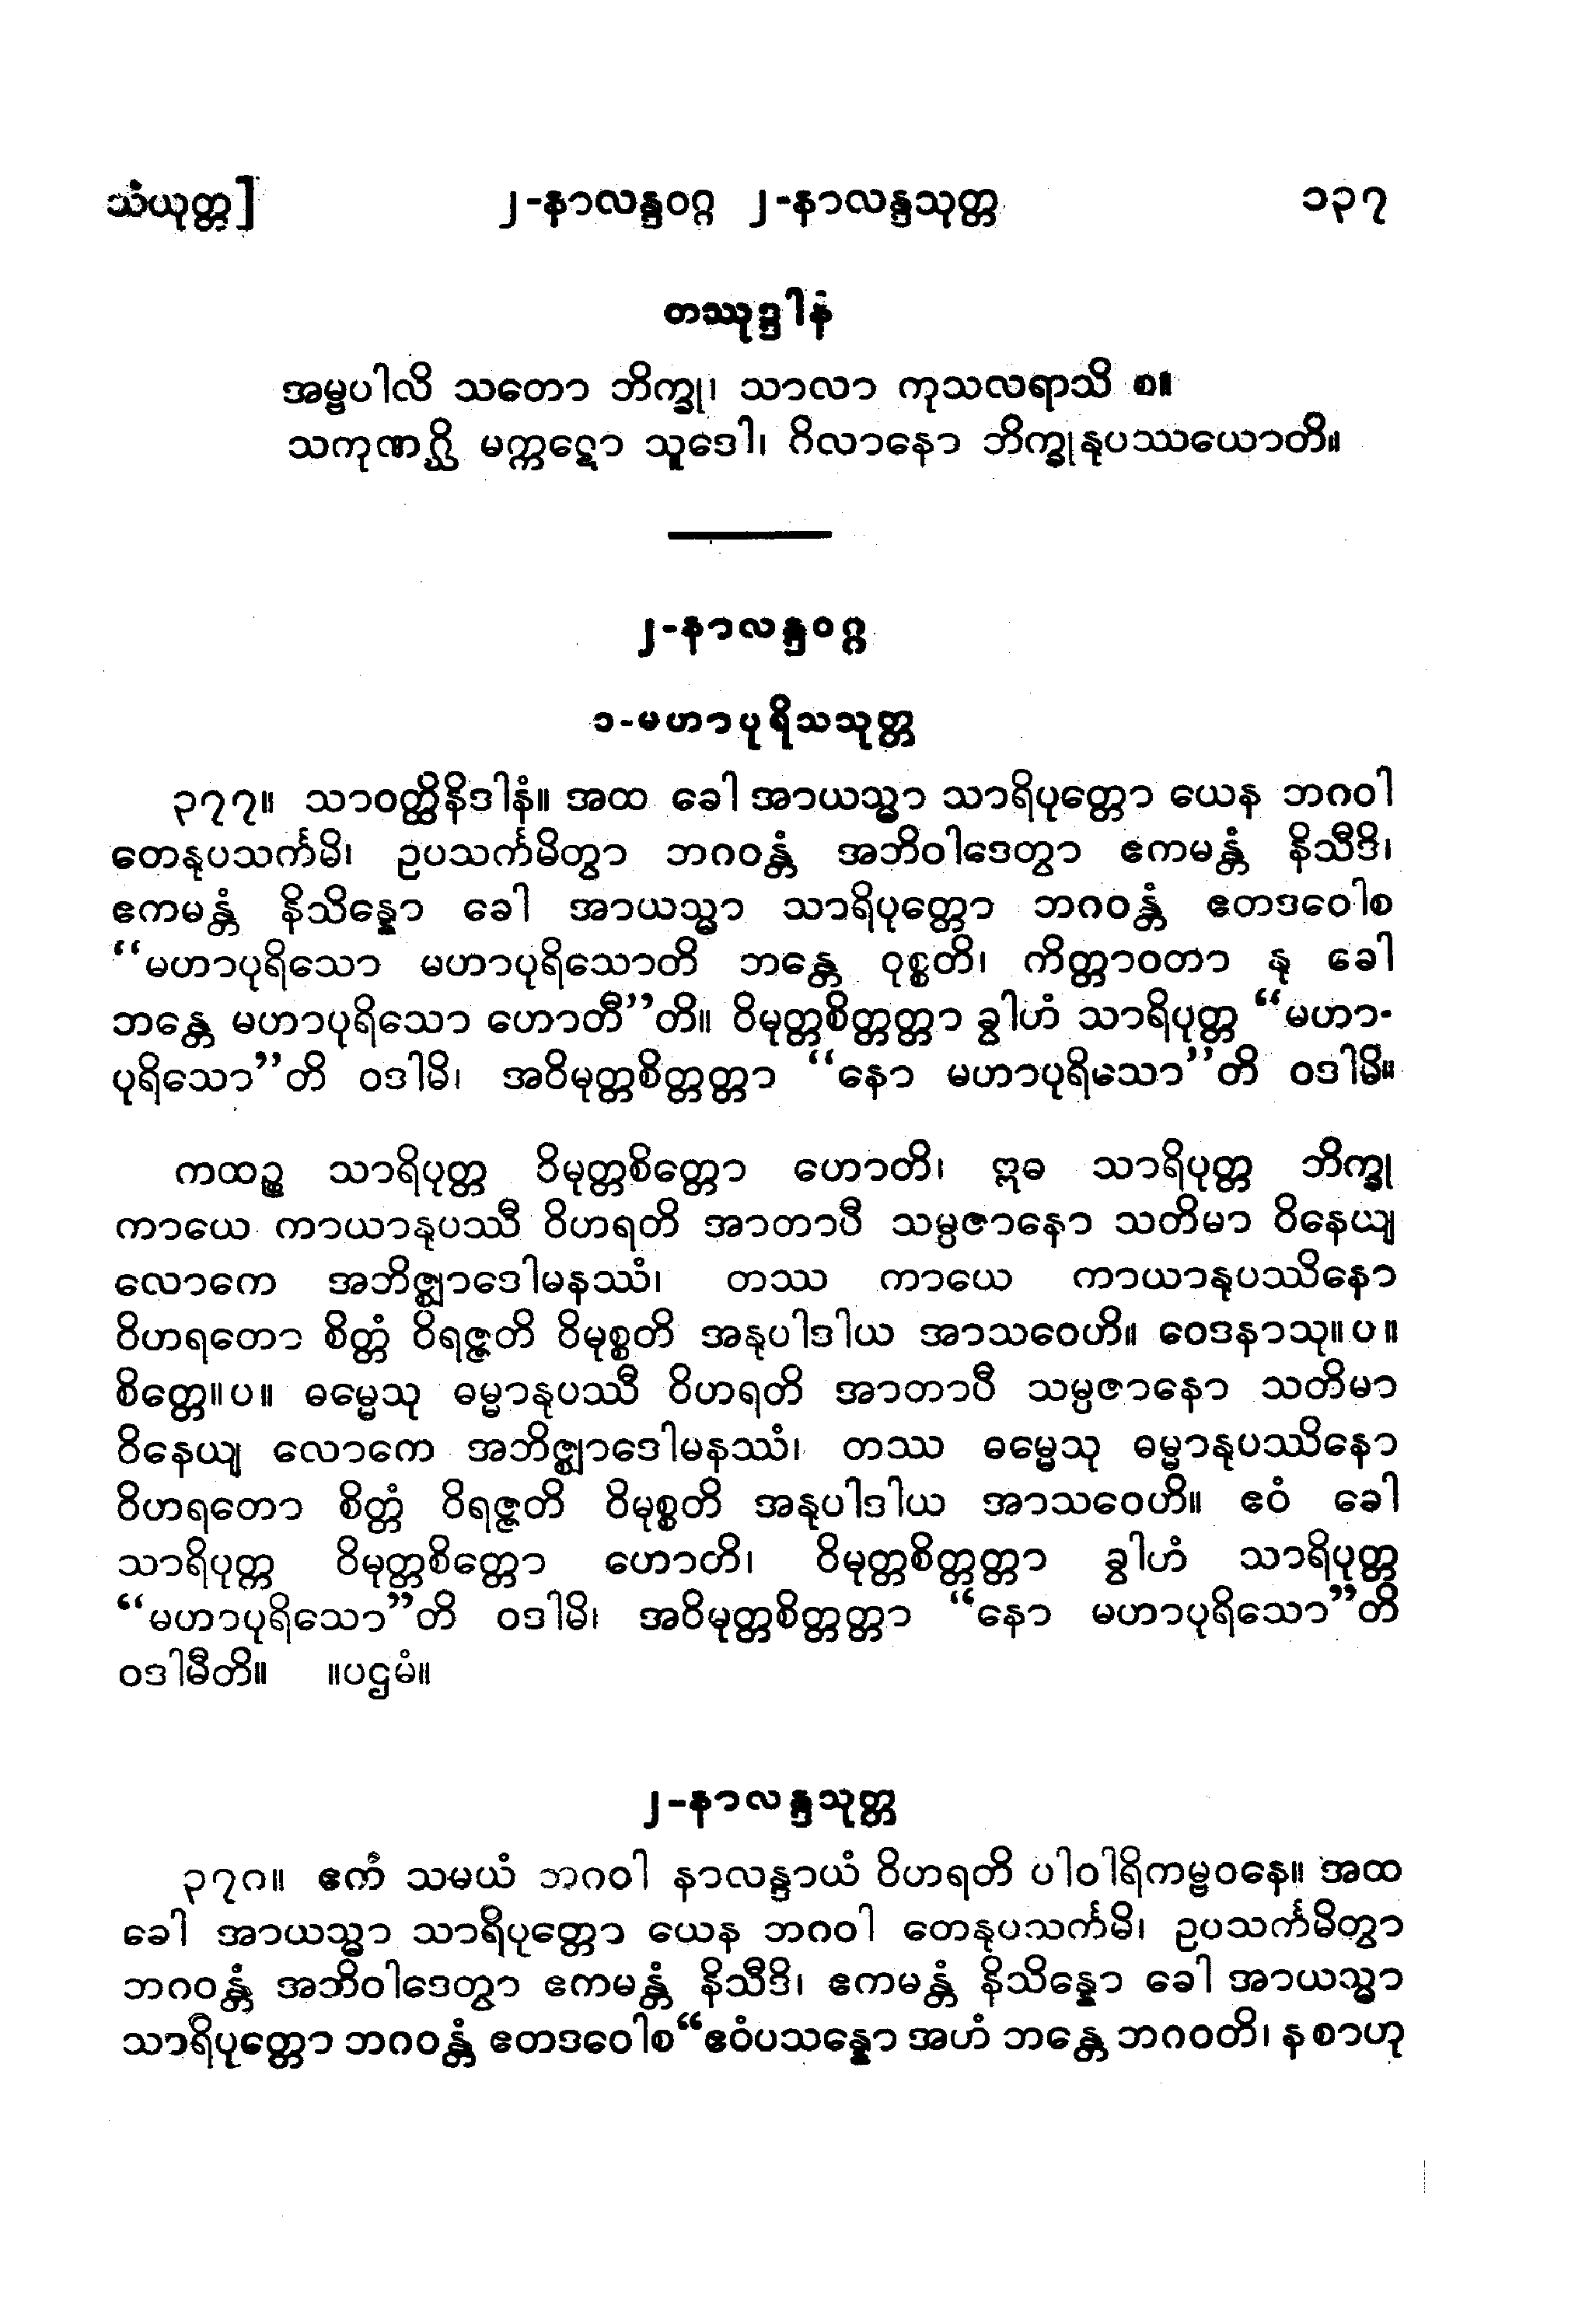 သံယုတ္တ] ၂-နာလန္ဒဝဂ္ဂ ၂-နာလန္ဒသုတ္တ ၁၃၇
တဿုဒ္ဒါနံ
အမ္ဗပါလိ သတော ဘိက္ခု၊ သာလာ ကုသလရာသိ စ။
သကုဏဂ္ဃိ မက္ကဋော သူဒေါ၊ ဂိလာနော ဘိက္ခုနုပဿယောတိ။
၂-နာလန္ဒဝဂ္ဂ
၁-မဟာပုရိသသုတ္တ
၃၇၇။ သာဝတ္ထိနိဒါနံ။ အထ ခေါ အာယသ္မာ သာရိပုတ္တော ယေန ဘဂဝါ
တေနုပသင်္ကမိ၊ ဥပသင်္ကမိတွာ ဘဂဝန္တံ အဘိဝါဒေတွာ ဧကမန္တံ နိသီဒိ၊
ဧကမန္တံ နိသိန္နော ခေါ အာယသ္မာ သာရိပုတ္တော ဘဂဝန္တံ ဧတဒဝေါစ
“မဟာပုရိသော မဟာပုရိသောတိ ဘန္တေ ဝုစ္စတိ၊ ကိတ္တာဝတာ နု ခေါ
ဘန္တေ မဟာပုရိသော ဟောတီ”တိ။ ဝိမုတ္တစိတ္တတ္တာ ခွါဟံ သာရိပုတ္တ “မဟာ-
ပုရိသော”တိ ဝဒါမိ၊ အဝိမုတ္တစိတ္တတ္တာ “နော မဟာပုရိသော”တိ ဝဒါမိ။
ကထဉ္စ သာရိပုတ္တ ဝိမုတ္တစိတ္တော ဟောတိ၊ ဣဓ သာရိပုတ္တ ဘိက္ခု
ကာယေ ကာယာနုပဿီ ဝိဟရတိ အာတာပီ သမ္ပဇာနော သတိမာ ဝိနေယျ
လောကေ အဘိဇ္ဈာဒေါမနဿံ၊ တဿ ကာယေ ကာယာနုပဿိနော
ဝိဟရတော စိတ္တံ ဝိရဇ္ဇတိ ဝိမုစ္စတိ အနုပါဒါယ အာသဝေဟိ။ ဝေဒနာသု။ပ။
စိတ္တေ။ပ။ ဓမ္မေသု ဓမ္မာနုပဿီ ဝိဟရတိ အာတာပီ သမ္ပဇာနော သတိမာ
ဝိနေယျ လောကေ အဘိဇ္ဈာဒေါမနဿံ၊ တဿ ဓမ္မေသု ဓမ္မာနုပဿိနော
ဝိဟရတော စိတ္တံ ဝိရဇ္ဇတိ ဝိမုစ္စတိ အနုပါဒါယ အာသဝေဟိ။ ဧဝံ ခေါ
သာရိပုတ္တ ဝိမုတ္တစိတ္တော ဟောတိ၊ ဝိမုတ္တစိတ္တတ္တာ ခွါဟံ သာရိပုတ္တ
“မဟာပုရိသော”တိ ဝဒါမိ၊ အဝိမုတ္တစိတ္တတ္တာ “နော မဟာပုရိသော”တိ
ဝဒါမီတိ။ ။ပဌမံ။
၂-နာလန္ဒသုတ္တ
၃၇၈။ ဧကံ သမယံ ဘဂဝါ နာလန္ဒာယံ ဝိဟရတိ ပါဝါရိကမ္ဗဝနေ။ အထ
ခေါ အာယသ္မာ သာရိပုတ္တော ယေန ဘဂဝါ တေနုပသင်္ကမိ၊ ဥပသင်္ကမိတွာ
ဘဂဝန္တံ အဘိဝါဒေတွာ ဧကမန္တံ နိသီဒိ၊ ဧကမန္တံ နိသိန္နော ခေါ အာယသ္မာ
သာရိပုတ္တော ဘဂဝန္တံ ဧတဒဝေါစ“ဧဝံပသန္နော အဟံ ဘန္တေ ဘဂဝတိ၊ န စာဟု